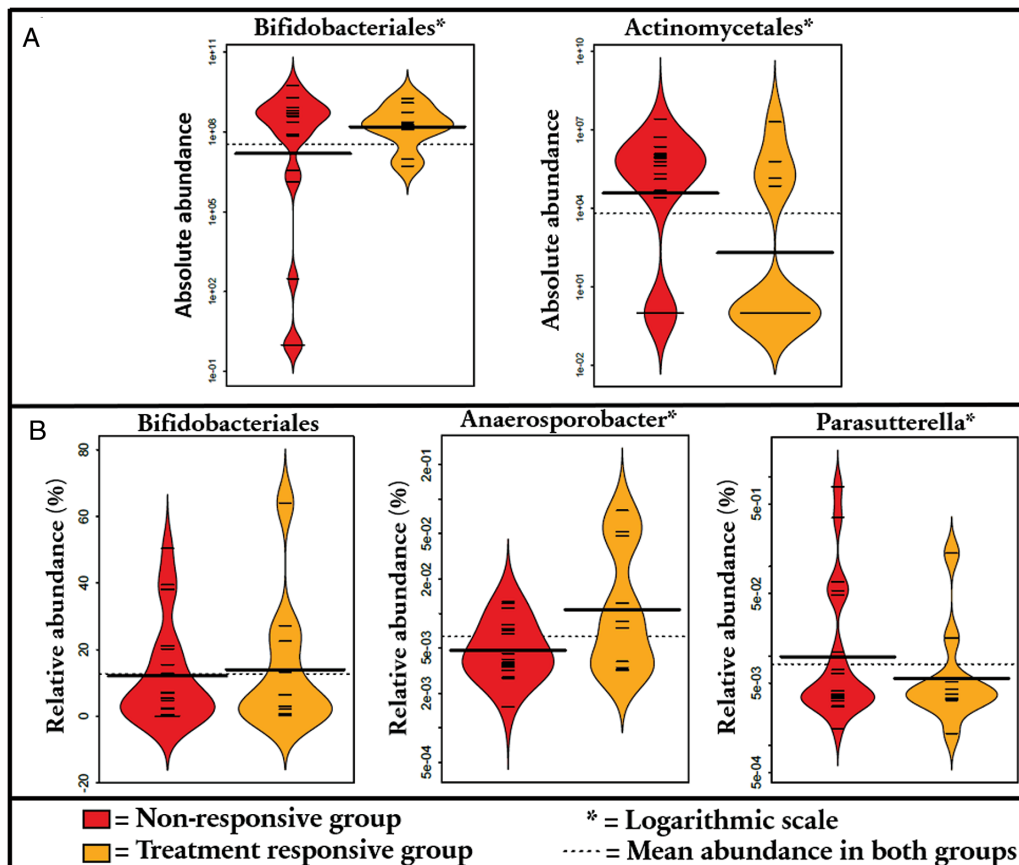 A
Bifidobacteriales*
Actinomycetales*
Absolute abundance
1e+11
1e+08
1e+05
1e+02
1e-01
Absolute abundance
1e+10
1e+07
1e+04
1e+01
1e-02
B
Bifidobacteriales
Anaerosporobacter*
Parasutterella*
Relative abundance (%)
80
60
40
20
0
-20
Relative abundance (%)
2e-01
5e-02
2e-02
5e-03
2e-03
5e-04
Relative abundance (%)
5e-01
5e-02
5e-03
5e-04
= Non-responsive group
* = Logarithmic scale
= Treatment responsive group
= Mean abundance in both groups